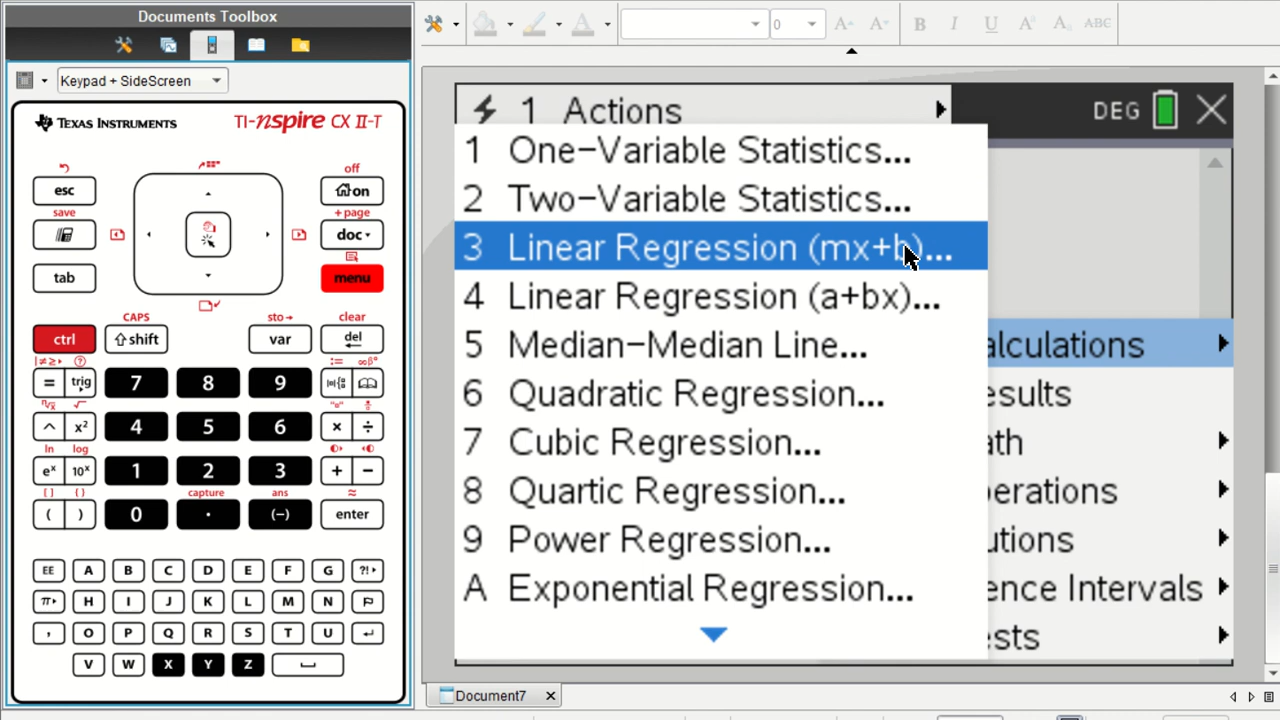 Documents Toolbox
Keypad + SideScreen
0 B I U A A ABC
TEXAS INSTRUMENTS TI-nspire CX II-T
off
esc
on
save
+ page
doc
tab
menu
CAPS sto→ clear
ctrl shift var del
= trig 7 8 9
^ x² 4 5 6 × ÷
ln log
eˣ 10ˣ 1 2 3 + −
[ ] { } capture ans ≈
( ) 0 . (−) enter
EE A B C D E F G ?!▸
π▸ H I J K L M N
, O P Q R S T U
V W X Y Z
1 Actions
DEG
1 One–Variable Statistics...
2 Two–Variable Statistics...
3 Linear Regression (mx+b)...
4 Linear Regression (a+bx)...
5 Median–Median Line...
6 Quadratic Regression...
7 Cubic Regression...
8 Quartic Regression...
9 Power Regression...
A Exponential Regression...
alculations
esults
ath
perations
utions
ence Intervals
ests
Document7